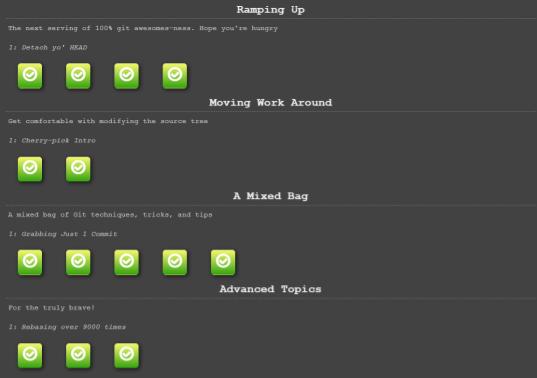 Ramping Up
The next serving of 100% git awesomes-ness. Hope you're hungry
1: Detach yo' HEAD
Moving Work Around
Get comfortable with modifying the source tree
1: Cherry-pick Intro
A Mixed Bag
A mixed bag of Git techniques, tricks, and tips
1: Grabbing Just 1 Commit
Advanced Topics
For the truly brave!
1: Rebasing over 9000 times